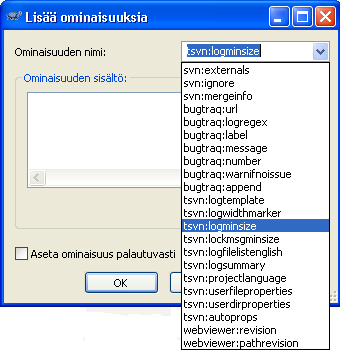 Lisää ominaisuuksia
Ominaisuuden nimi:
tsvn:logminsize
Ominaisuuden sisältö:
svn:externals
svn:ignore
svn:mergeinfo
bugtraq:url
bugtraq:logregex
bugtraq:label
bugtraq:message
bugtraq:number
bugtraq:warnifnoissue
bugtraq:append
tsvn:logtemplate
tsvn:logwidthmarker
tsvn:logminsize
tsvn:lockmsgminsize
tsvn:logfilelistenglish
tsvn:logsummary
tsvn:projectlanguage
tsvn:userfileproperties
tsvn:userdirproperties
tsvn:autoprops
webviewer:revision
webviewer:pathrevision
Aseta ominaisuus palautuvasti
OK